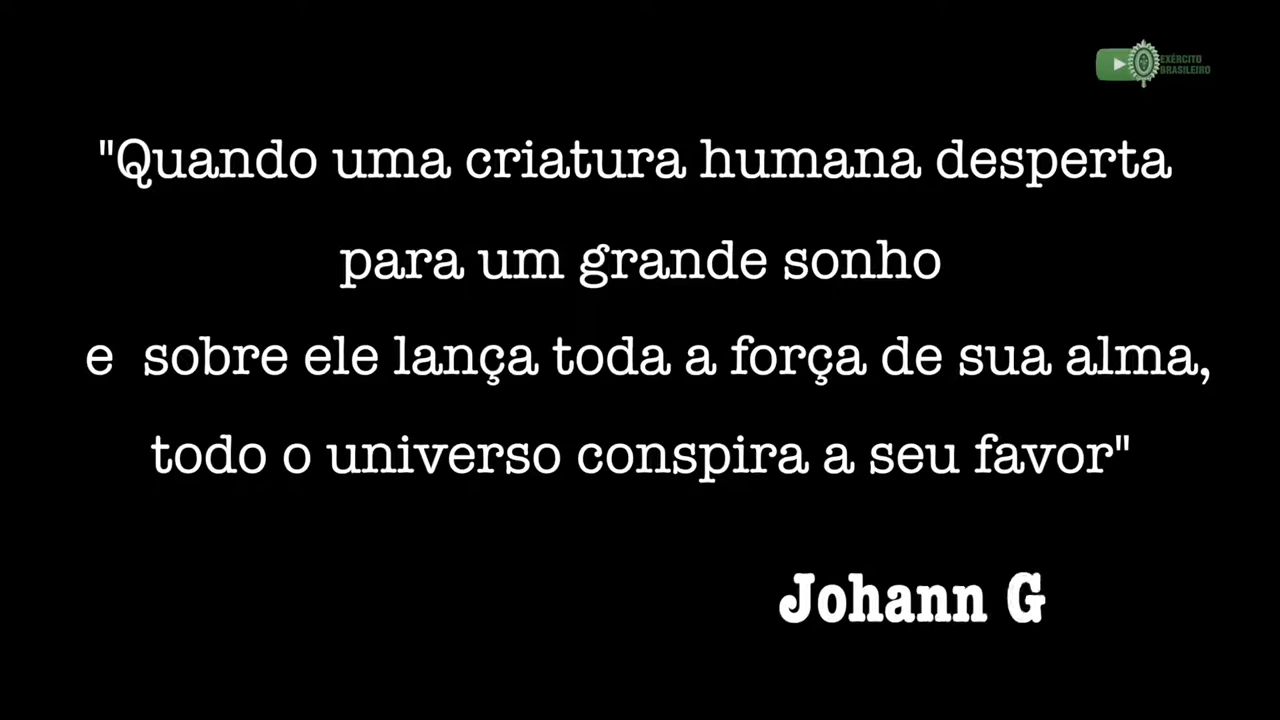 EXÉRCITO
BRASILEIRO
"Quando uma criatura humana desperta
para um grande sonho
e sobre ele lança toda a força de sua alma,
todo o universo conspira a seu favor"
Johann G